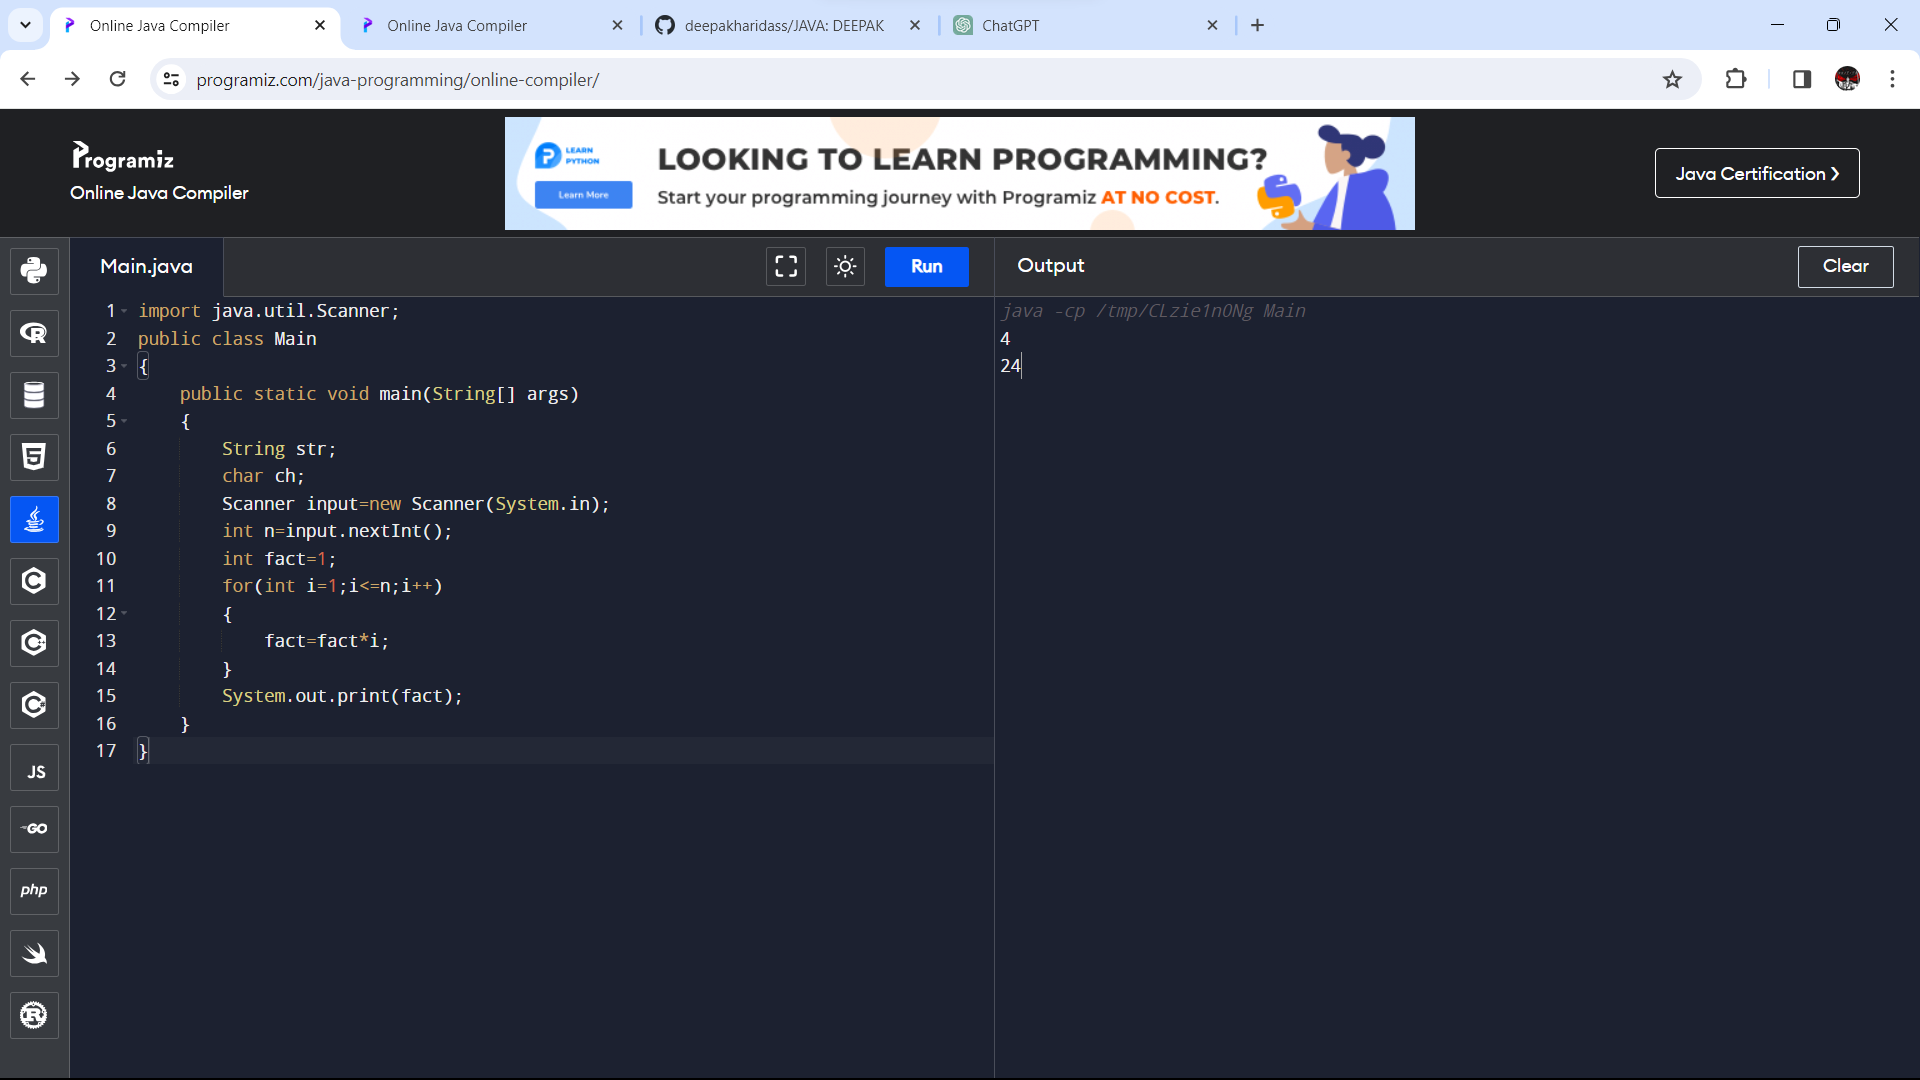 Online Java Compiler
Online Java Compiler
deepakharidass/JAVA: DEEPAK
ChatGPT
programiz.com/java-programming/online-compiler/
Programiz
Online Java Compiler
LEARN
PYTHON
Learn More
LOOKING TO LEARN PROGRAMMING?
Start your programming journey with Programiz AT NO COST.
Java Certification ❯
Main.java
Run
Output
Clear
1 import java.util.Scanner;
2 public class Main
3 {
4 public static void main(String[] args)
5 {
6 String str;
7 char ch;
8 Scanner input=new Scanner(System.in);
9 int n=input.nextInt();
10 int fact=1;
11 for(int i=1;i<=n;i++)
12 {
13 fact=fact*i;
14 }
15 System.out.print(fact);
16 }
17 }
java -cp /tmp/CLzie1n0Ng Main
4
24
JS
GO
php